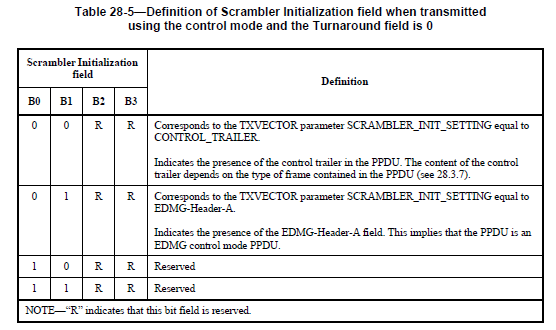 Table 28-5—Definition of Scrambler Initialization field when transmitted
using the control mode and the Turnaround field is 0
Scrambler Initialization
field
Definition
B0 B1 B2 B3
0 0 R R Corresponds to the TXVECTOR parameter SCRAMBLER_INIT_SETTING equal to
CONTROL_TRAILER.
Indicates the presence of the control trailer in the PPDU. The content of the control
trailer depends on the type of frame contained in the PPDU (see 28.3.7).
0 1 R R Corresponds to the TXVECTOR parameter SCRAMBLER_INIT_SETTING equal to
EDMG-Header-A.
Indicates the presence of the EDMG-Header-A field. This implies that the PPDU is an
EDMG control mode PPDU.
1 0 R R Reserved
1 1 R R Reserved
NOTE—“R” indicates that this bit field is reserved.